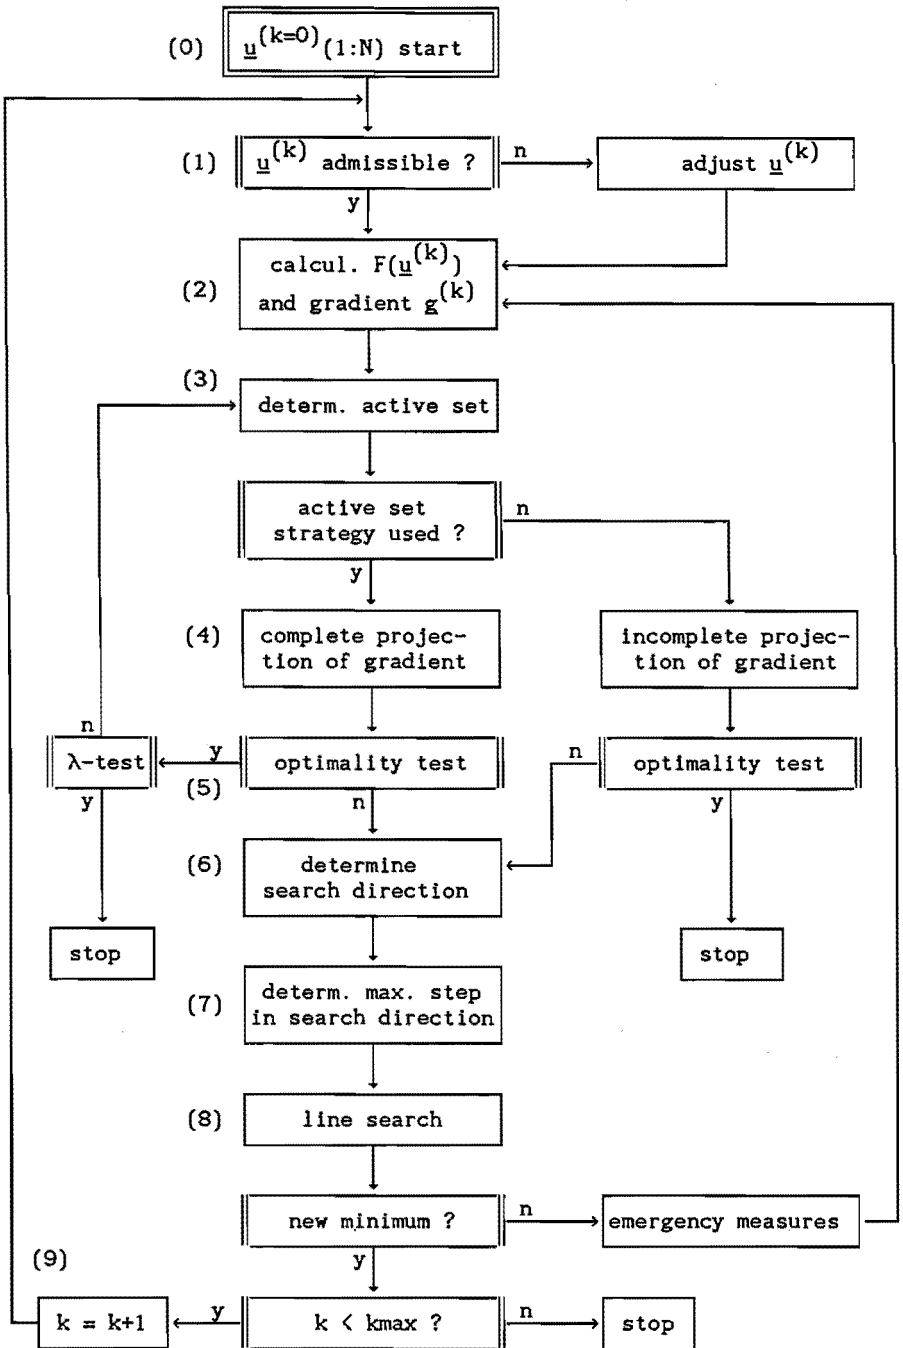 (0) u^(k=0)(1:N) start
(1) u^(k) admissible ? n adjust u^(k)
y
calcul. F(u^(k))
(2) and gradient g^(k)
(3)
determ. active set
active set n
strategy used ?
y
(4) complete projec- incomplete projec-
tion of gradient tion of gradient
n
λ-test y optimality test n optimality test
(5)
y n y
(6) determine
search direction
stop stop
(7) determ. max. step
in search direction
(8) line search
new minimum ? n emergency measures
(9) y
k = k+1 y k < kmax ? n stop